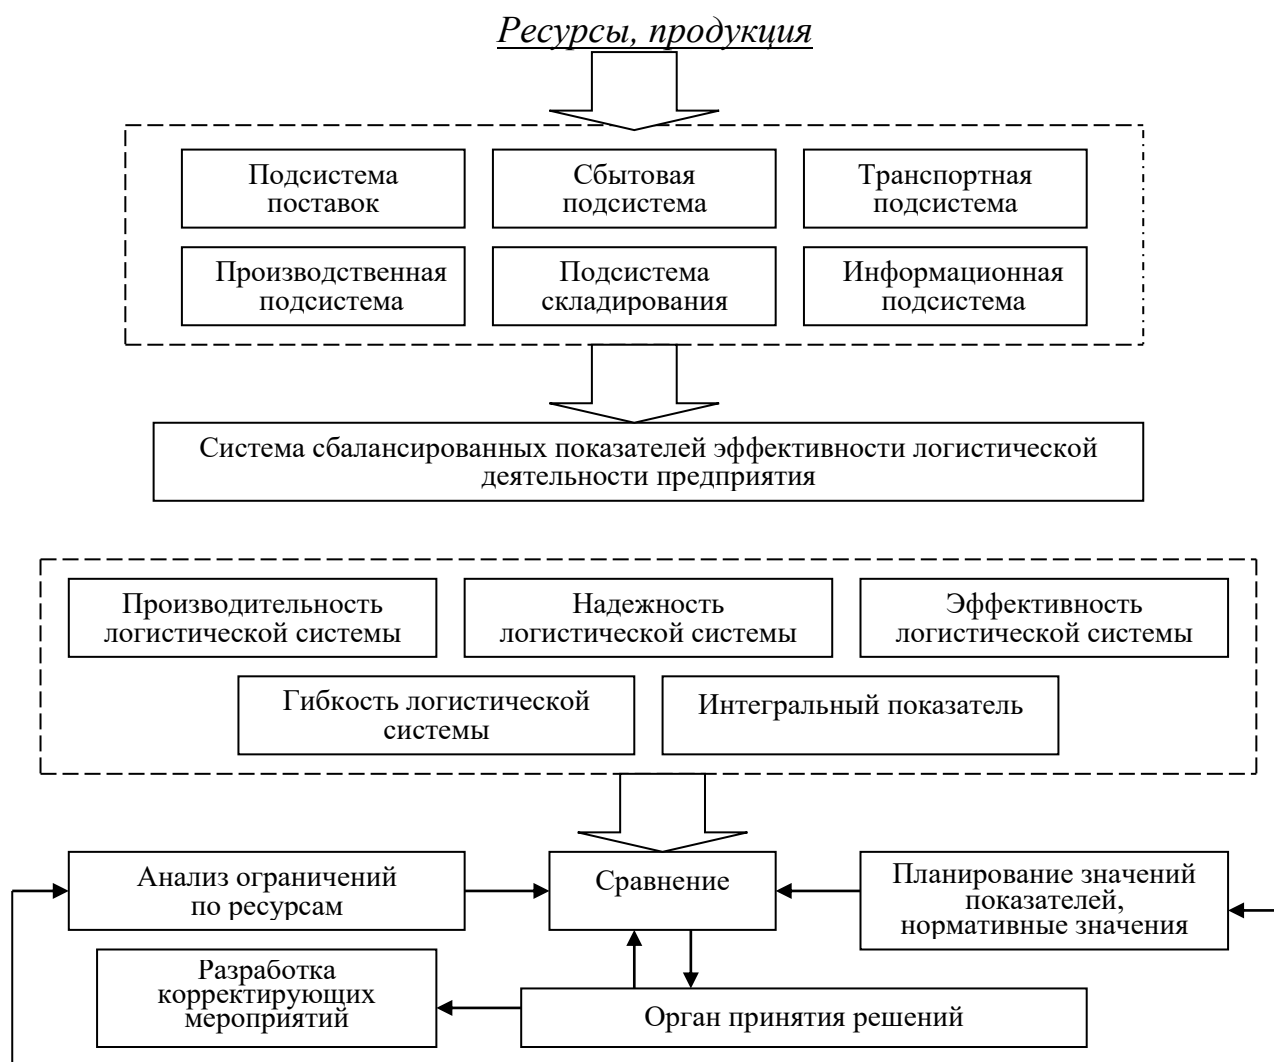 Ресурсы, продукция
Подсистема
поставок
Сбытовая
подсистема
Транспортная
подсистема
Производственная
подсистема
Подсистема
складирования
Информационная
подсистема
Система сбалансированных показателей эффективности логистической
деятельности предприятия
Производительность
логистической системы
Надежность
логистической системы
Эффективность
логистической системы
Гибкость логистической
системы
Интегральный показатель
Анализ ограничений
по ресурсам
Сравнение
Планирование значений
показателей,
нормативные значения
Разработка
корректирующих
мероприятий
Орган принятия решений